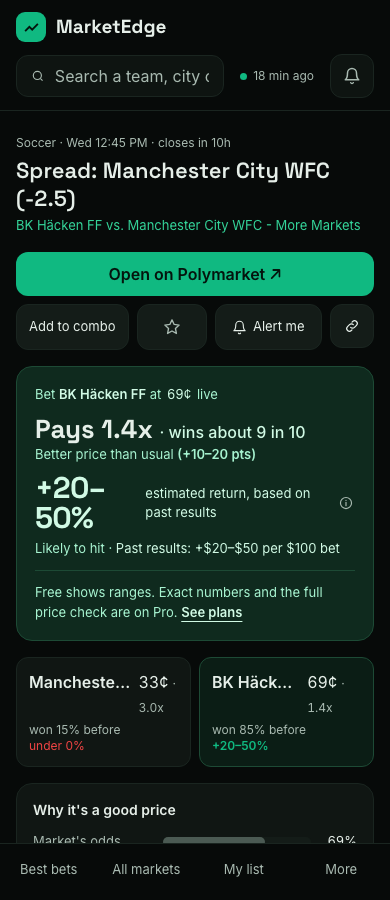 MarketEdge
Search a team, city o
18 min ago
Soccer · Wed 12:45 PM · closes in 10h
Spread: Manchester City WFC
(-2.5)
BK Häcken FF vs. Manchester City WFC - More Markets
Open on Polymarket ↗
Add to combo
Alert me
Bet BK Häcken FF at 69¢ live
Pays 1.4x · wins about 9 in 10
Better price than usual (+10–20 pts)
+20–
50%
estimated return, based on
past results
Likely to hit · Past results: +$20–$50 per $100 bet
Free shows ranges. Exact numbers and the full
price check are on Pro. See plans
Mancheste... 33¢ ·
3.0x
won 15% before
under 0%
BK Häck... 69¢ ·
1.4x
won 85% before
+20–50%
Why it's a good price
Market's odds 69%
Best bets
All markets
My list
More